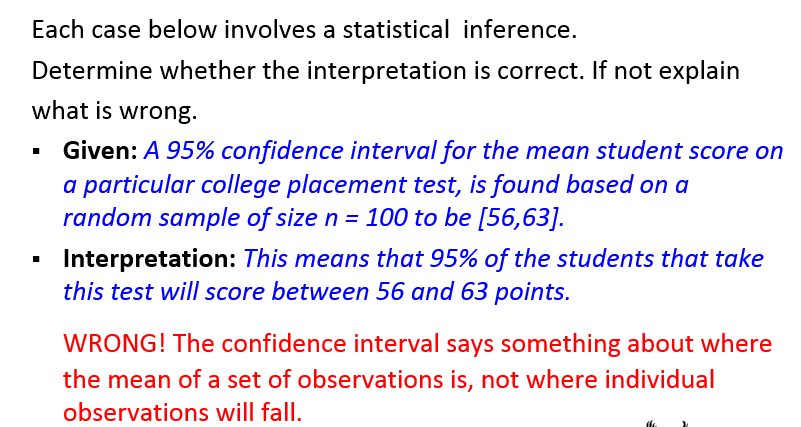 Each case below involves a statistical inference.
Determine whether the interpretation is correct. If not explain
what is wrong.
▪ Given: A 95% confidence interval for the mean student score on
a particular college placement test, is found based on a
random sample of size n = 100 to be [56,63].
▪ Interpretation: This means that 95% of the students that take
this test will score between 56 and 63 points.
WRONG! The confidence interval says something about where
the mean of a set of observations is, not where individual
observations will fall.